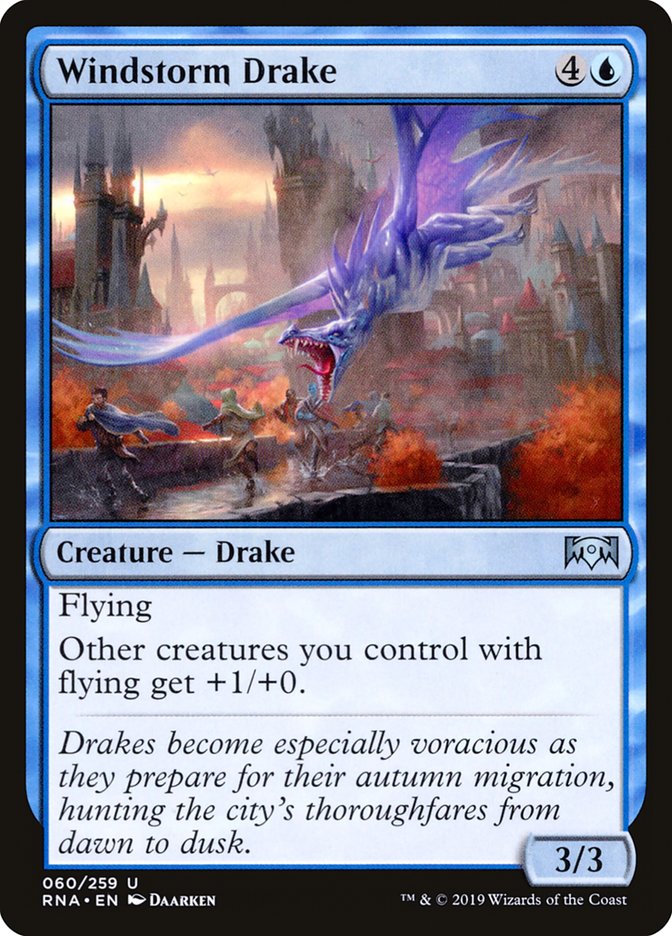 Windstorm Drake 4
Creature — Drake
Flying
Other creatures you control with
flying get +1/+0.
Drakes become especially voracious as
they prepare for their autumn migration,
hunting the city's thoroughfares from
dawn to dusk.
3/3
060/259 U
RNA • EN DAARKEN
™ & © 2019 Wizards of the Coast